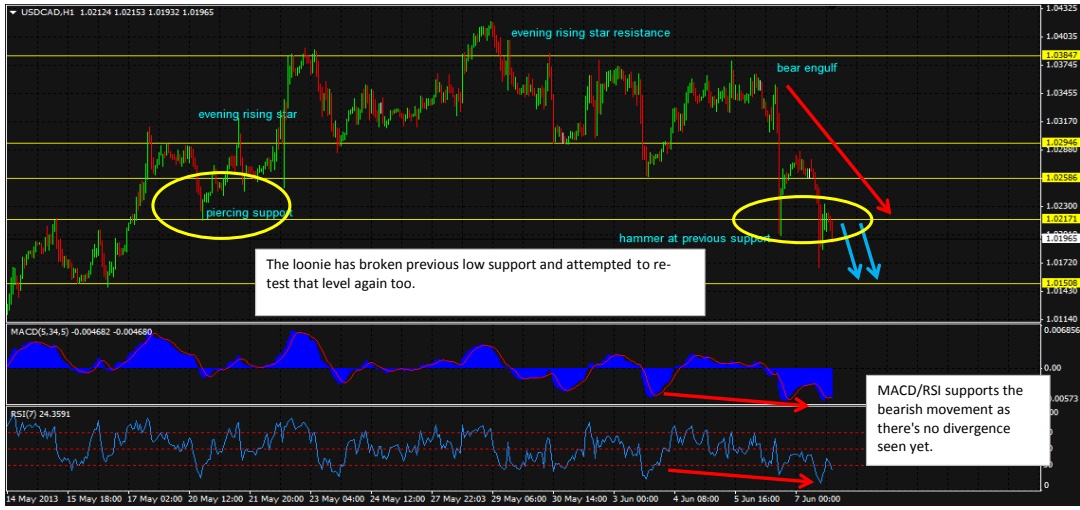 USDCAD,H1 1.02124 1.02153 1.01932 1.01965
1.04325
evening rising star resistance
1.04035
1.03847
1.03745
bear engulf
1.03455
evening rising star
1.03170
1.02946
1.02880
1.02586
1.02300
piercing support
1.02171
hammer at previous support
1.01965
The loonie has broken previous low support and attempted to re-
test that level again too.
1.01720
1.01508
1.01430
1.01140
MACD(5,34,5) -0.004682 -0.004680
0.006856
0.00
MACD/RSI supports the
bearish movement as
there's no divergence
seen yet.
RSI(7) 24.3591
0
14 May 2013 15 May 18:00 17 May 02:00 20 May 12:00 21 May 20:00 23 May 04:00 24 May 12:00 27 May 22:03 29 May 06:00 30 May 14:00 3 Jun 00:00 4 Jun 08:00 5 Jun 16:00 7 Jun 00:00